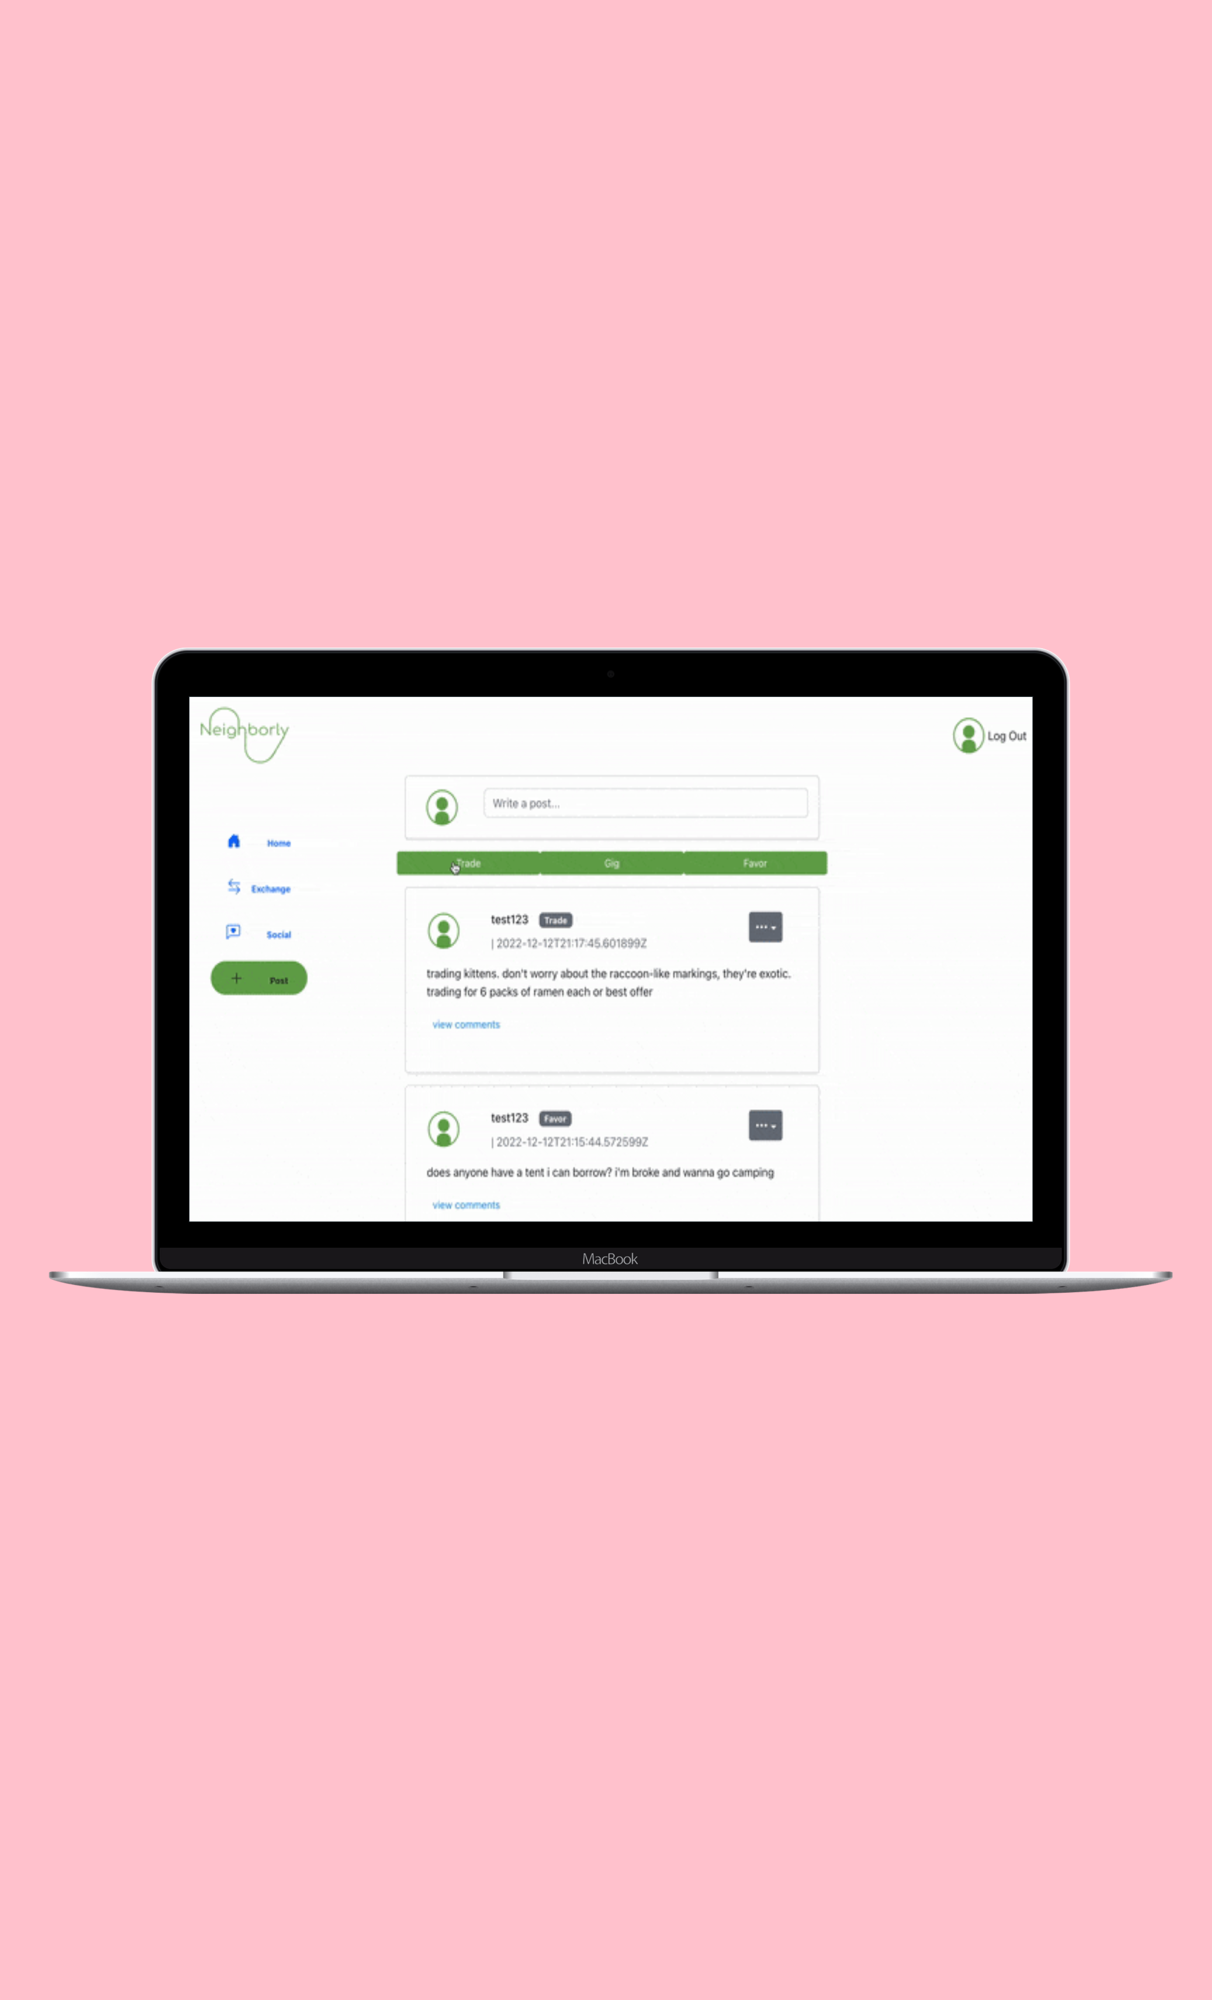 Neighborly
Log Out
Write a post...
Home
Trade
Gig
Favor
Exchange
test123 Trade
| 2022-12-12T21:17:45.601899Z
Social
trading kittens. don't worry about the raccoon-like markings, they're exotic.
trading for 6 packs of ramen each or best offer
+ Post
view comments
test123 Favor
| 2022-12-12T21:15:44.572599Z
does anyone have a tent i can borrow? i'm broke and wanna go camping
view comments
MacBook